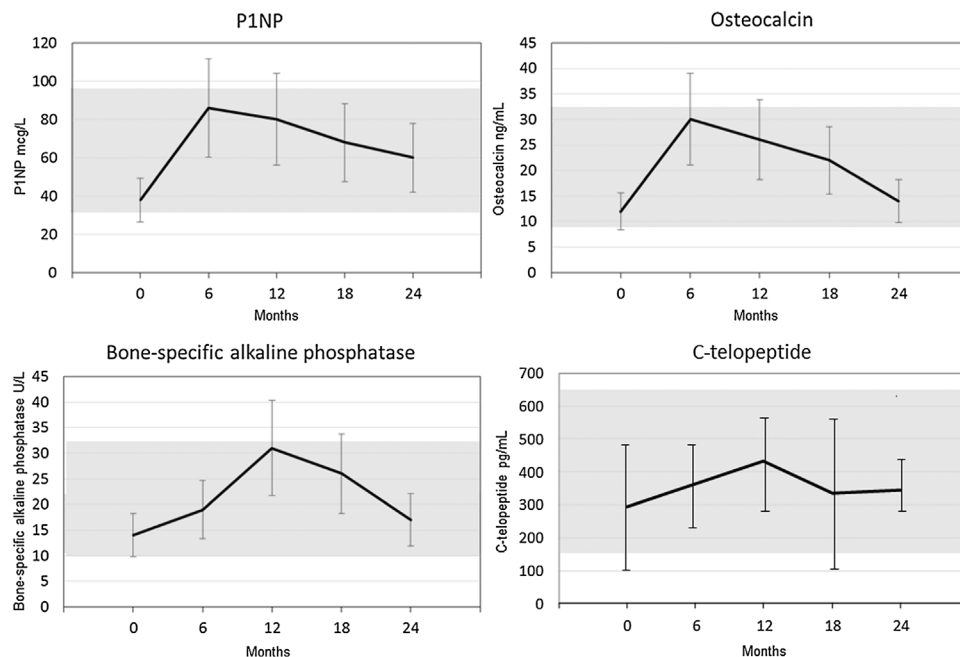 P1NP
120
100
80
60
40
20
0
P1NP mcg/L
0 6 12 18 24
Months
Osteocalcin
45
40
35
30
25
20
15
10
5
0
Osteocalcin ng/mL
0 6 12 18 24
Months
Bone-specific alkaline phosphatase
45
40
35
30
25
20
15
10
5
0
Bone-specific alkaline phosphatase U/L
0 6 12 18 24
Months
C-telopeptide
700
600
500
400
300
200
100
0
C-telopeptide pg/mL
0 6 12 18 24
Months